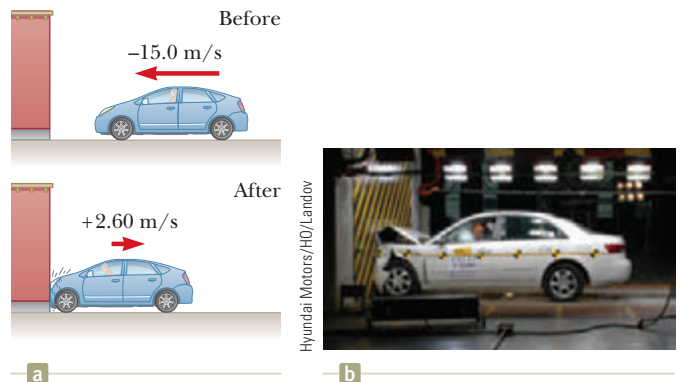 Before
–15.0 m/s
After
+2.60 m/s
Hyundai Motors/HO/Landov
a
b